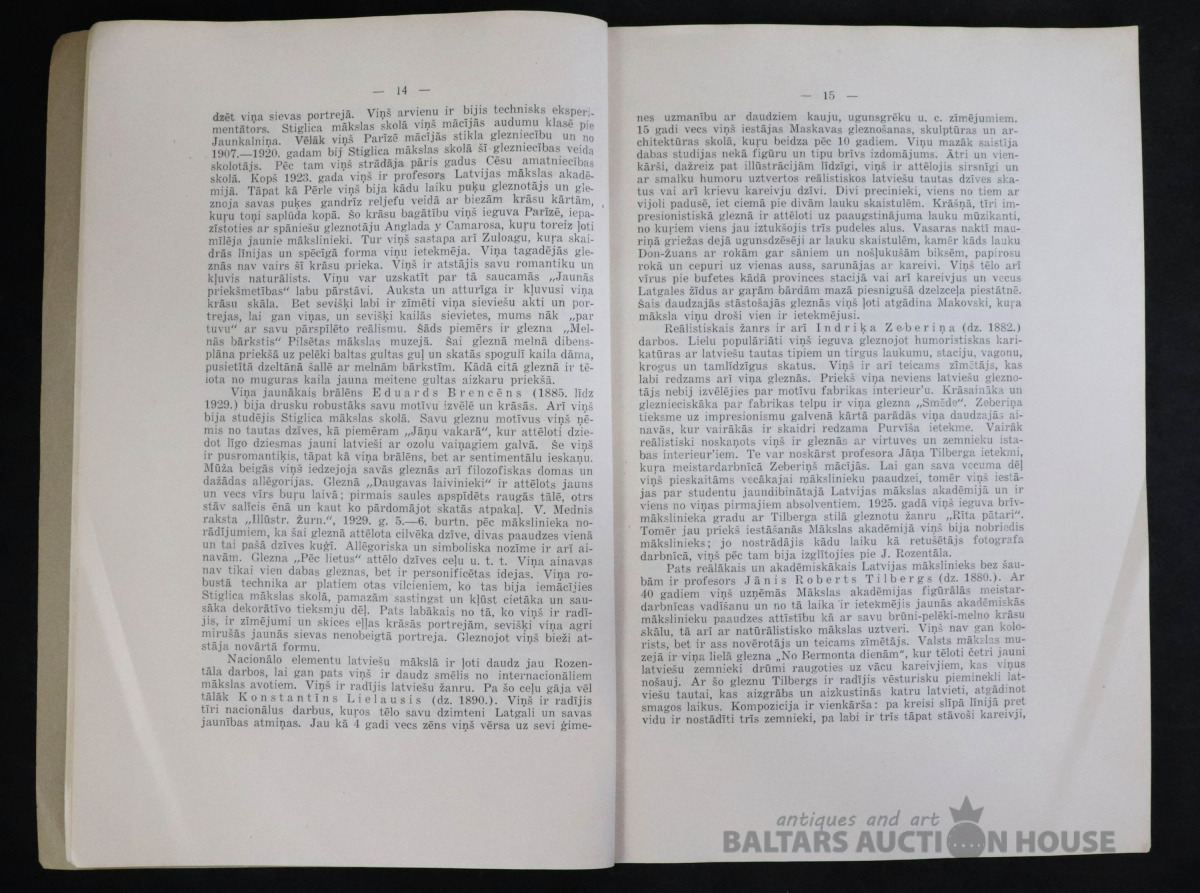 — 14 —
dzēt viņa sievas portrejā. Viņš arvienu ir bijis technisks eksperi-
mentātors. Stiglica mākslas skolā viņš mācījās audumu klasē pie
Jaunkalniņa. Vēlāk viņš Parīzē mācījās stikla glezniecību un no
1907.—1920. gadam bij Stiglica mākslas skolā šī glezniecības veida
skolotājs. Pēc tam viņš strādāja pāris gadus Cēsu amatniecības
skolā. Kopš 1923. gada viņš ir profesors Latvijas mākslas akadē-
mijā. Tāpat kā Pērle viņš bija kādu laiku puķu gleznotājs un gle-
znoja savas puķes gandrīz reljefu veidā ar biezām krāsu kārtām,
kuŗu toņi saplūda kopā. Šo krāsu bagātību viņš ieguva Parīzē, iepa-
zīstoties ar spāniešu gleznotāju Anglada y Camarosa, kuŗu toreiz ļoti
mīlēja jaunie mākslinieki. Tur viņš sastapa arī Zuloagu, kuŗa skai-
drās līnijas un spēcīgā forma viņu ietekmēja. Viņa tagadējās gle-
znās nav vairs šī krāsu prieka. Viņš ir atstājis savu romantiku un
kļuvis naturālists. Viņu var uzskatīt par tā saucamās „Jaunās
priekšmetības" labu pārstāvi. Auksta un atturīga ir kļuvusi viņa
krāsu skāla. Bet sevišķi labi ir zīmēti viņa sieviešu akti un por-
trejas, lai gan viņas, un sevišķi kailās sievietes, mums nāk „par
tuvu" ar savu pārspīlēto reālismu. Šāds piemērs ir glezna „Mel-
nās bārkstis" Pilsētas mākslas muzejā. Šai gleznā melnā dibens-
plāna priekšā uz pelēki baltas gultas guļ un skatās spogulī kaila dāma,
pusietītā dzeltānā šallē ar melnām bārkstīm. Kādā citā gleznā ir tē-
lota no muguras kaila jauna meitene gultas aizkaru priekšā.
Viņa jaunākais brālēns Eduards Brencēns (1885. līdz
1929.) bija drusku robustāks savu motīvu izvēlē un krāsās. Arī viņš
bija studējis Stiglica mākslas skolā. Savu gleznu motīvus viņš ņē-
mis no tautas dzīves, kā piemēram „Jāņu vakarā", kur attēloti dzie-
dot līgo dziesmas jauni latvieši ar ozolu vaiņagiem galvā. Še viņš
ir pusromantiķis, tāpat kā viņa brālēns, bet ar sentimentālu ieskaņu.
Mūža beigās viņš iedzejoja savās gleznās arī filozofiskas domas un
dažādas allēgorijas. Gleznā „Daugavas laivinieki" ir attēlots jauns
un vecs vīrs buŗu laivā; pirmais saules apspīdēts raugās tālē, otrs
stāv salīcis ēnā un kaut ko pārdomājot skatās atpakaļ. V. Mednis
raksta „Illūstr. žurn.", 1929. g. 5.—6. burtn. pēc mākslinieka no-
rādījumiem, ka šai gleznā attēlota cilvēka dzīve, divas paaudzes vienā
un tai pašā dzīves kuģī. Allēgoriska un simboliska nozīme ir arī ai-
navām. Glezna „Pēc lietus" attēlo dzīves ceļu u. t. t. Viņa ainavas
nav tikai vien dabas gleznas, bet ir personificētas idejas. Viņa ro-
bustā technika ar platiem otas vilcieniem, ko tas bija iemācījies
Stiglica mākslas skolā, pamazām sastingst un kļūst cietāka un sau-
sāka dekorātīvo tieksmju dēļ. Pats labākais no tā, ko viņš ir radī-
jis, ir zīmējumi un skices eļļas krāsās portrejām, sevišķi viņa agri
mirušās jaunās sievas nenobeigtā portreja. Gleznojot viņš bieži at-
stāja novārtā formu.
Nacionālo elementu latviešu mākslā ir ļoti daudz jau Rozen-
tāla darbos, lai gan pats viņš ir daudz smēlis no internacionāliem
mākslas avotiem. Viņš ir radījis latviešu žanru. Pa šo ceļu gāja vēl
tālāk Konstantīns Lielausis (dz. 1890.). Viņš ir radījis
tīri nacionālus darbus, kuŗos tēlo savu dzimteni Latgali un savas
jaunības atmiņas. Jau kā 4 gadi vecs zēns viņš vērsa uz sevi ģime-
— 15 —
nes uzmanību ar daudziem kauju, ugunsgrēku u. c. zīmējumiem.
15 gadi vecs viņš iestājas Maskavas gleznošanas, skulptūras un ar-
chitektūras skolā, kuŗu beidza pēc 10 gadiem. Viņu mazāk saistīja
dabas studijas nekā figūru un tipu brīvs izdomājums. Ātri un vien-
kārši, dažreiz pat illūstrācijām līdzīgi, viņš ir attēlojis sirsnīgi un
ar smalku humoru uztvertos reālistiskos latviešu tautas dzīves ska-
tus vai arī krievu kareivju dzīvi. Divi precinieki, viens no tiem ar
vijoli padusē, iet ciemā pie divām lauku skaistulēm. Krāšņā, tīri im-
presionistiskā gleznā ir attēloti uz paaugstinājuma lauku mūzikanti,
no kuŗiem viens jau iztukšojis trīs pudeles alus. Vasaras naktī mau-
riņā griežas dejā ugunsdzēsēji ar lauku skaistulēm, kamēr kāds lauku
Don-Žuans ar rokām gar sāniem un nošļukušām biksēm, papirosu
rokā un cepuri uz vienas auss, sarunājas ar kareivi. Viņš tēlo arī
vīrus pie bufetes kādā provinces stacijā vai arī kareivjus un vecus
Latgales žīdus ar gaŗām bārdām mazā piesnigušā dzelzceļa piestātnē.
Šais daudzajās stāstošajās gleznās viņš ļoti atgādina Makovski, kuŗa
māksla viņu droši vien ir ietekmējusi.
Reālistiskais žanrs ir arī Indriķa Zeberiņa (dz. 1882.)
darbos. Lielu populāriāti viņš ieguva gleznojot humoristiskas kari-
katūras ar latviešu tautas tipiem un tirgus laukumu, staciju, vagonu,
krogus un tamlīdzīgus skatus. Viņš ir arī teicams zīmētājs, kas
labi redzams arī viņa gleznās. Priekš viņa neviens latviešu glezno-
tājs nebij izvēlējies par motīvu fabrikas interieur'u. Krāsaināka un
glezniecieskāka par fabrikas telpu ir viņa glezna „Smēde". Zeberiņa
tieksme uz impresionismu galvenā kārtā parādās viņa daudzajās ai-
navās, kur vairākās ir skaidri redzama Purvīša ietekme. Vairāk
reālistiski noskaņots viņš ir gleznās ar virtuves un zemnieku ista-
bas interieur'iem. Te var noskārst profesora Jāņa Tilberga ietekmi,
kuŗa meistardarbnīcā Zeberiņš mācījās. Lai gan sava vecuma dēļ
viņš pieskaitāms vecākajai mākslinieku paaudzei, tomēr viņš iestā-
jas par studentu jaundibinātajā Latvijas mākslas akadēmijā un ir
viens no viņas pirmajiem absolventiem. 1925. gadā viņš ieguva brīv-
mākslinieka gradu ar Tilberga stilā gleznotu žanru „Rīta pātari".
Tomēr jau priekš iestāšanās Mākslas akadēmijā viņš bija nobriedis
mākslinieks; jo nostrādājis kādu laiku kā retušētājs fotografa
darbnīcā, viņš pēc tam bija izglītojies pie J. Rozentāla.
Pats reālākais un akadēmiskākais Latvijas mākslinieks bez šau-
bām ir profesors Jānis Roberts Tilbergs (dz. 1880.). Ar
40 gadiem viņš uzņēmās Mākslas akadēmijas figūrālās meistar-
darbnīcas vadīšanu un no tā laika ir ietekmējis jaunās akadēmiskās
mākslinieku paaudzes attīstību kā ar savu brūni-pelēki-melno krāsu
skālu, tā arī ar natūrālistisko mākslas uztveri. Viņš nav gan kolo-
rists, bet ir ass novērotājs un teicams zīmētājs. Valsts mākslas mu-
zejā ir viņa lielā glezna „No Bermonta dienām", kur tēloti četri jauni
latviešu zemnieki drūmi raugoties uz vācu kareivjiem, kas viņus
nošauj. Ar šo gleznu Tilbergs ir radījis vēsturisku pieminekli lat-
viešu tautai, kas aizgrābs un aizkustinās katru latvieti, atgādinot
smagos laikus. Kompozicija ir vienkārša: pa kreisi slīpā līnijā pret
vidu ir nostādīti trīs zemnieki, pa labi ir trīs tāpat stāvoši kareivji,
antiques and art
BALTARS AUCTION HOUSE